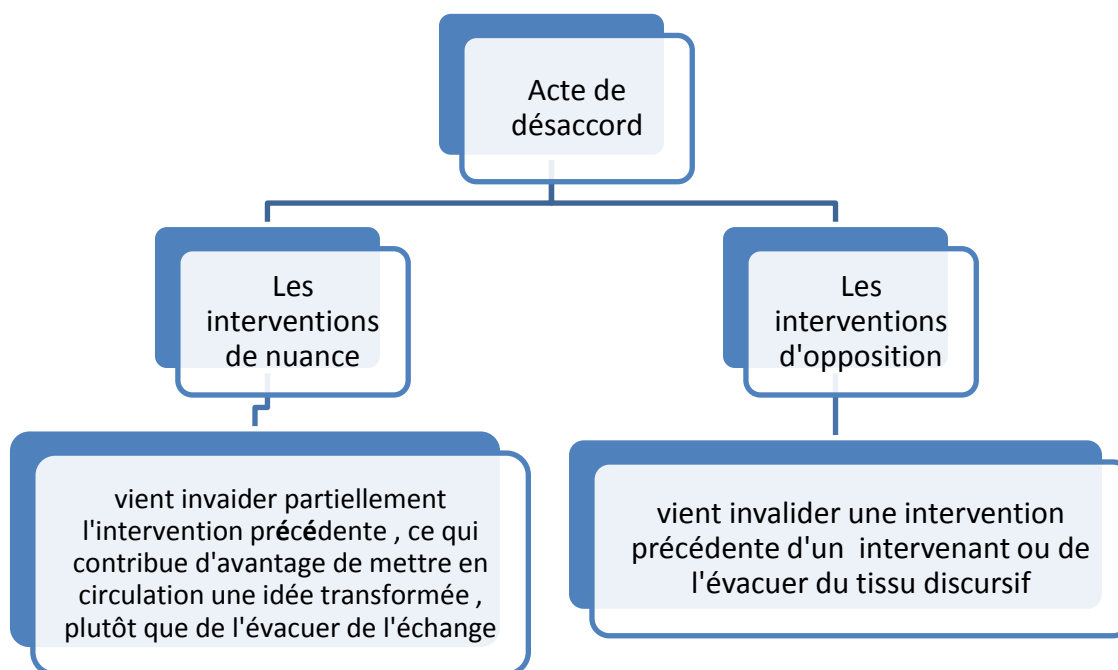 Acte de
désaccord
Les
interventions
de nuance
Les
interventions
d'opposition
vient invaider partiellement
l'intervention précédente , ce qui
contribue d'avantage de mettre en
circulation une idée transformée ,
plutôt que de l'évacuer de l'échange
vient invalider une intervention
précédente d'un intervenant ou de
l'évacuer du tissu discursif